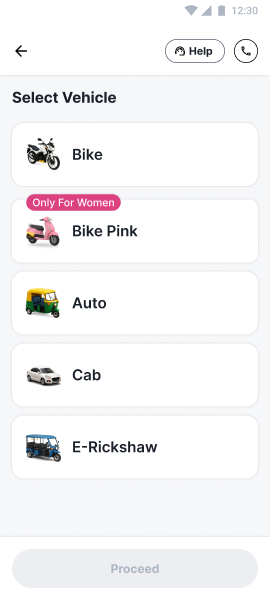 12:30
Help
Select Vehicle
Bike
Only For Women
Bike Pink
Auto
Cab
E-Rickshaw
Proceed